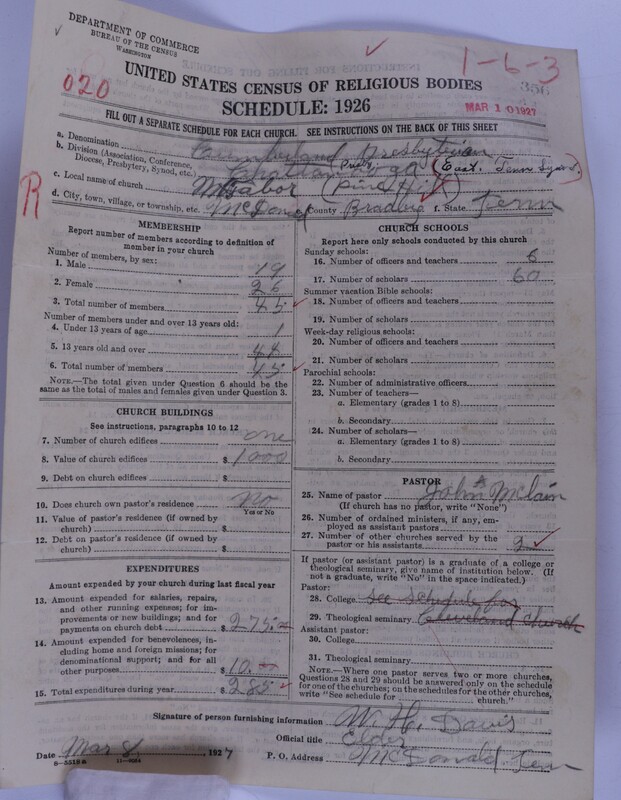 DEPARTMENT OF COMMERCE
BUREAU OF THE CENSUS
WASHINGTON
020
1-6-3
356
MAR 10 1927
UNITED STATES CENSUS OF RELIGIOUS BODIES
SCHEDULE: 1926
FILL OUT A SEPARATE SCHEDULE FOR EACH CHURCH. SEE INSTRUCTIONS ON THE BACK OF THIS SHEET
a. Denomination Cumberland Presbyterian
b. Division (Association, Conference, Diocese, Presbytery, Synod, etc.) Chattanooga Presby. (East. Tenn Synod.)
c. Local name of church Mt Tabor (Pine Hill)
d. City, town, village, or township, etc. McDonald County Bradley f. State Tenn
R
MEMBERSHIP
Report number of members according to definition of
member in your church
Number of members, by sex:
1. Male 19
2. Female 26
3. Total number of members 45
Number of members under and over 13 years old:
4. Under 13 years of age 1
5. 13 years old and over 44
6. Total number of members 45
NOTE.—The total given under Question 6 should be
same as the total of males and females given under Question 3.
CHURCH BUILDINGS
See instructions, paragraphs 10 to 12
7. Number of church edifices one
8. Value of church edifices $ 1000
9. Debt on church edifices $
10. Does church own pastor's residence No
Yes or No
11. Value of pastor's residence (if owned by
church) $
12. Debt on pastor's residence (if owned by
church) $
EXPENDITURES
Amount expended by your church during last fiscal year
13. Amount expended for salaries, repairs,
and other running expenses; for im-
provements or new buildings; and for
payments on church debt $ 275.
14. Amount expended for benevolences, in-
cluding home and foreign missions; for
denominational support; and for all
other purposes $ 10.
15. Total expenditures during year $ 285
CHURCH SCHOOLS
Report here only schools conducted by this church
Sunday schools:
16. Number of officers and teachers 6
17. Number of scholars 60
Summer vacation Bible schools:
18. Number of officers and teachers
19. Number of scholars
Week-day religious schools:
20. Number of officers and teachers
21. Number of scholars
Parochial schools:
22. Number of administrative officers
23. Number of teachers—
a. Elementary (grades 1 to 8)
b. Secondary
24. Number of scholars—
a. Elementary (grades 1 to 8)
b. Secondary
PASTOR
25. Name of pastor John McLain
(If church has no pastor, write "None")
26. Number of ordained ministers, if any, em-
ployed as assistant pastors
27. Number of other churches served by the
pastor or his assistants 2
If pastor (or assistant pastor) is a graduate of a college or
theological seminary, give name of institution below. (If
not a graduate, write "No" in the space indicated.)
Pastor:
28. College See schedule for
29. Theological seminary Cleveland church
Assistant pastor:
30. College
31. Theological seminary
NOTE.—Where one pastor serves two or more churches,
Questions 28 and 29 should be answered only on the schedule
for one of the churches; on the schedules for the other churches,
write "See schedule for church."
Signature of person furnishing information W. H. Davis
Official title Elder
Date Mar 8, 1927
P. O. Address McDonald Tenn
8-5519a 11-9024